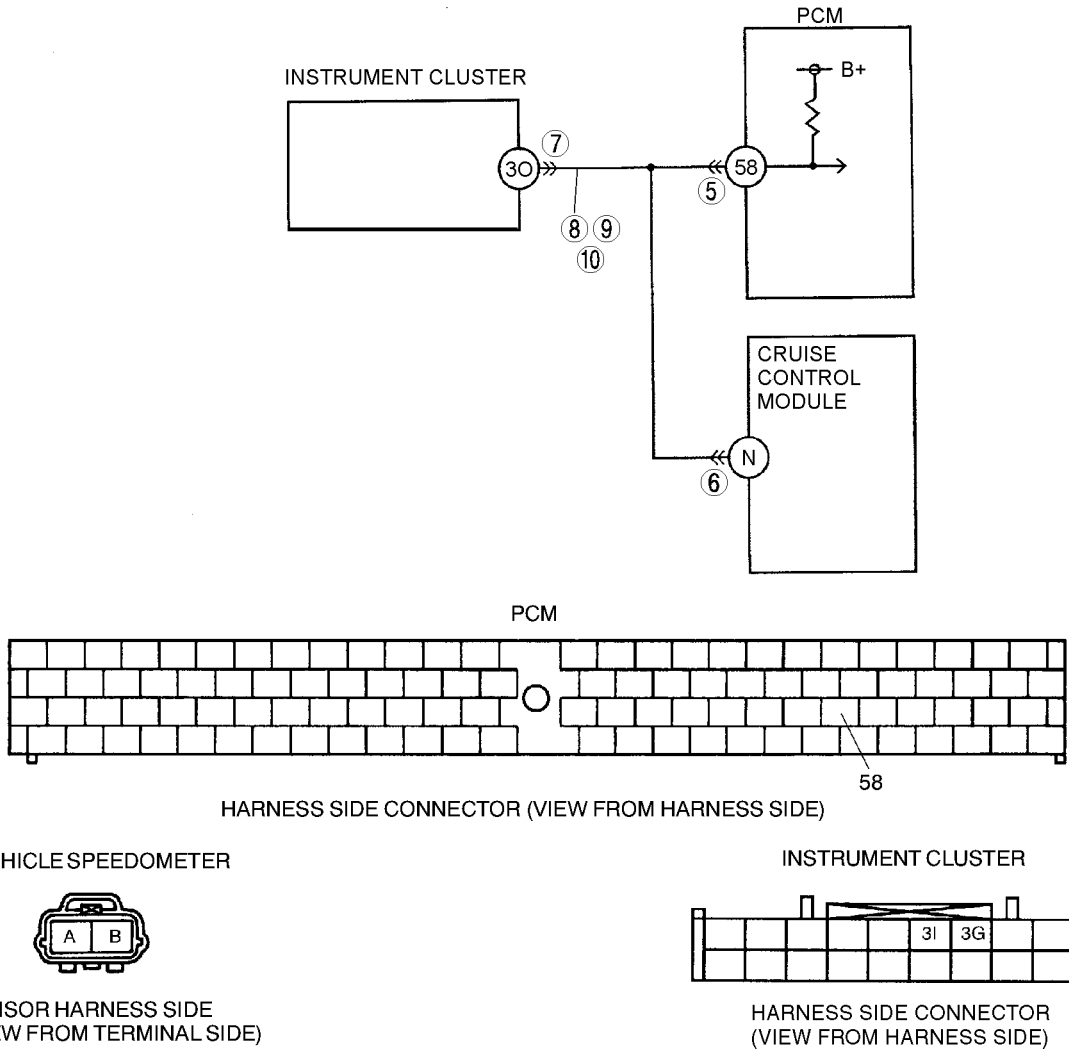 PCM
B+
INSTRUMENT CLUSTER
7
3O
58
5
8 9
10
CRUISE
CONTROL
MODULE
N
6
PCM
58
HARNESS SIDE CONNECTOR (VIEW FROM HARNESS SIDE)
HICLE SPEEDOMETER
INSTRUMENT CLUSTER
A B
3I 3G
ISOR HARNESS SIDE
EW FROM TERMINAL SIDE)
HARNESS SIDE CONNECTOR
(VIEW FROM HARNESS SIDE)